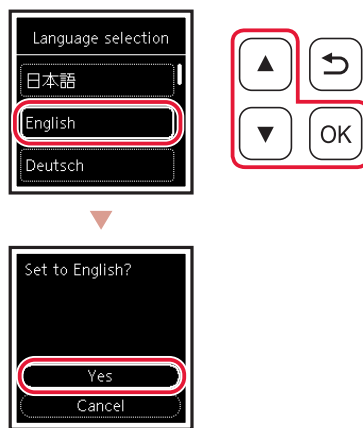 Language selection
日本語
English
Deutsch
OK
Set to English?
Yes
Cancel